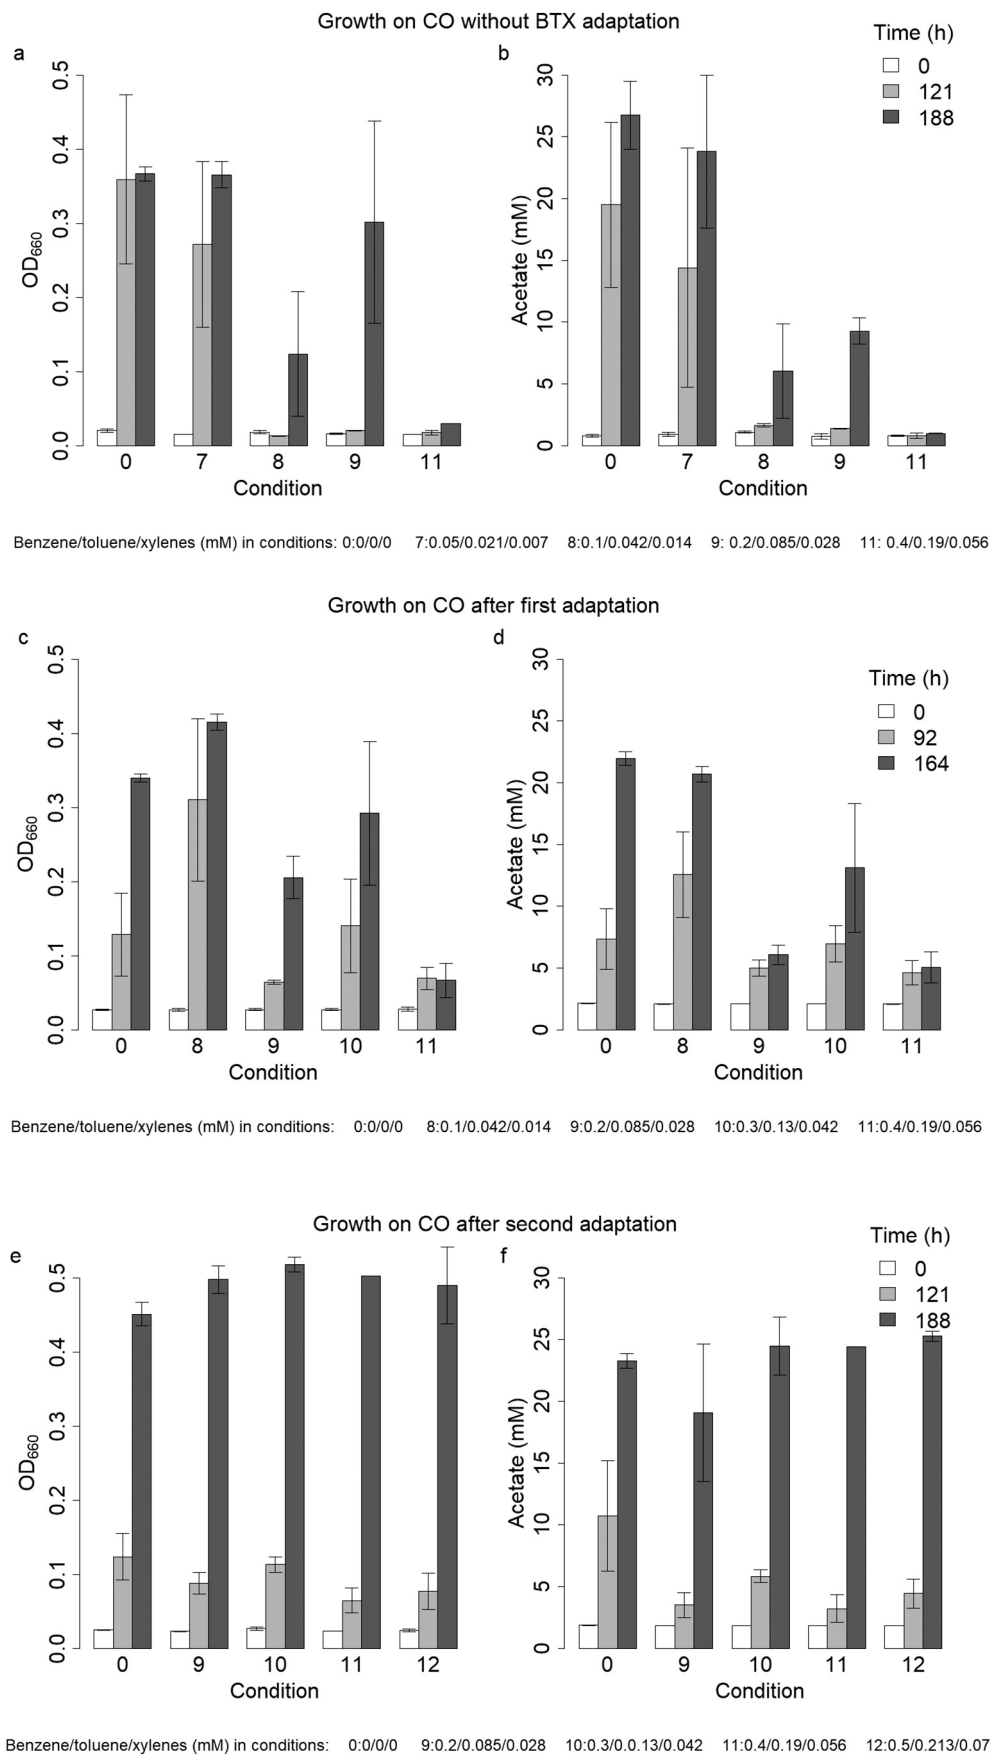 Growth on CO without BTX adaptation
a
OD660
0.0 0.1 0.2 0.3 0.4 0.5
0 7 8 9 11
Condition
b
Acetate (mM)
0 5 10 15 20 25 30
0 7 8 9 11
Condition
Time (h)
0
121
188
Benzene/toluene/xylenes (mM) in conditions: 0:0/0/0 7:0.05/0.021/0.007 8:0.1/0.042/0.014 9: 0.2/0.085/0.028 11: 0.4/0.19/0.056
Growth on CO after first adaptation
c
OD660
0.0 0.1 0.2 0.3 0.4 0.5
0 8 9 10 11
Condition
d
Acetate (mM)
0 5 10 15 20 25 30
0 8 9 10 11
Condition
Time (h)
0
92
164
Benzene/toluene/xylenes (mM) in conditions: 0:0/0/0 8:0.1/0.042/0.014 9:0.2/0.085/0.028 10:0.3/0.13/0.042 11:0.4/0.19/0.056
Growth on CO after second adaptation
e
OD660
0.0 0.1 0.2 0.3 0.4 0.5
0 9 10 11 12
Condition
f
Acetate (mM)
0 5 10 15 20 25 30
0 9 10 11 12
Condition
Time (h)
0
121
188
Benzene/toluene/xylenes (mM) in conditions: 0:0/0/0 9:0.2/0.085/0.028 10:0.3/0.0.13/0.042 11:0.4/0.19/0.056 12:0.5/0.213/0.07